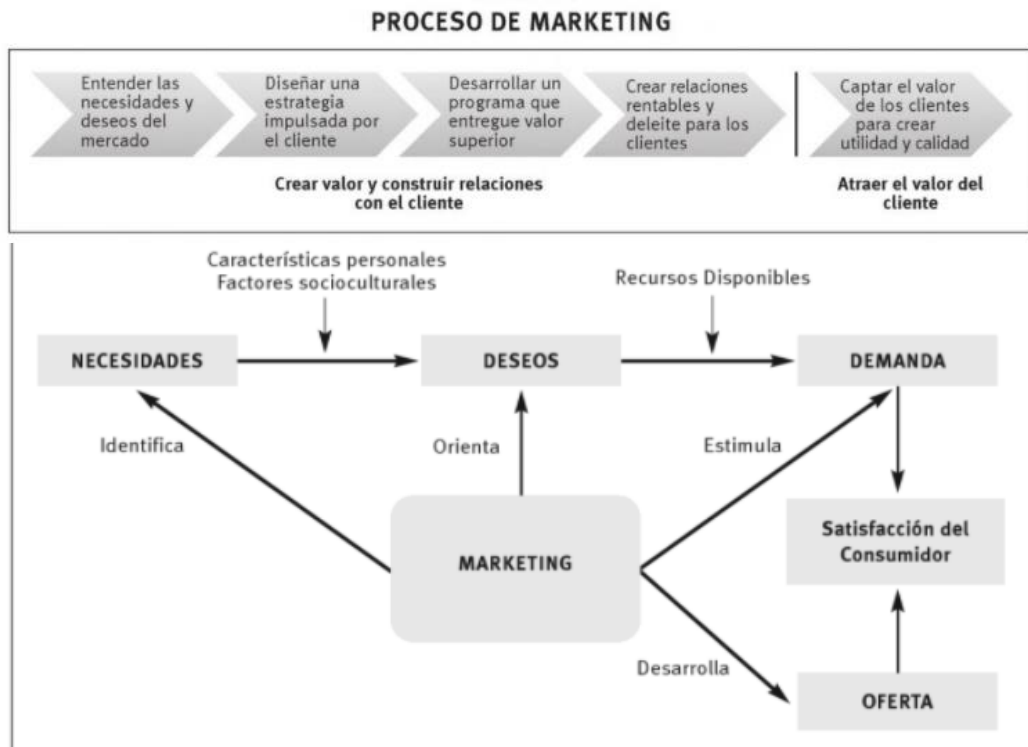 PROCESO DE MARKETING
Entender las
necesidades y
deseos del
mercado
Diseñar una
estrategia
impulsada por
el cliente
Desarrollar un
programa que
entregue valor
superior
Crear relaciones
rentables y
deleite para los
clientes
Captar el valor
de los clientes
para crear
utilidad y calidad
Crear valor y construir relaciones
con el cliente
Atraer el valor del
cliente
Características personales
Factores socioculturales
Recursos Disponibles
NECESIDADES
DESEOS
DEMANDA
Identifica
Orienta
Estimula
MARKETING
Satisfacción del
Consumidor
Desarrolla
OFERTA